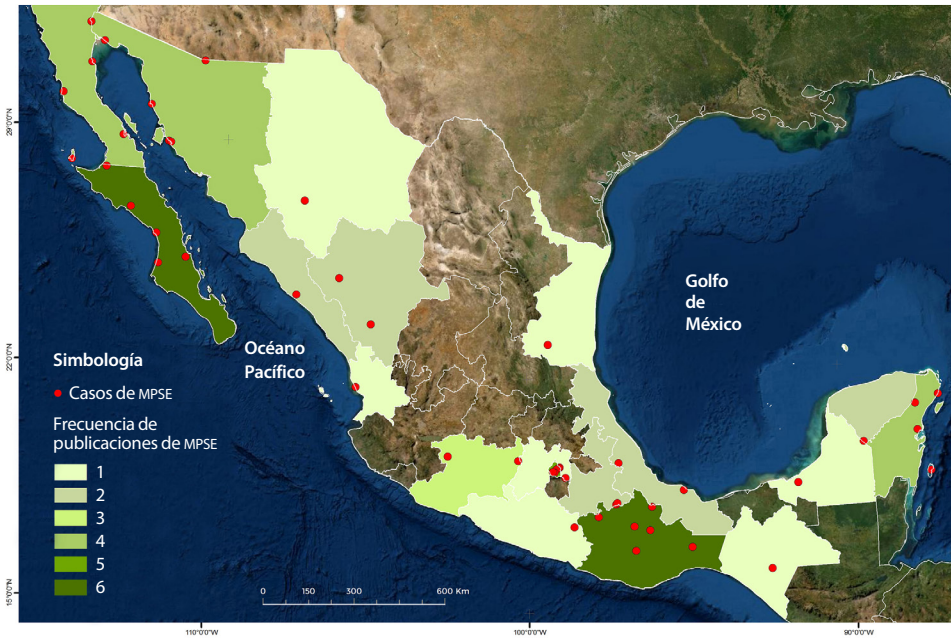 29°0'0"N
22°0'0"N
15°0'0"N
Golfo
de
México
Océano
Pacífico
Simbología
Casos de MPSE
Frecuencia de
publicaciones de MPSE
1
2
3
4
5
6
0 150 300 600 Km
110°0'0"W 100°0'0"W 90°0'0"W